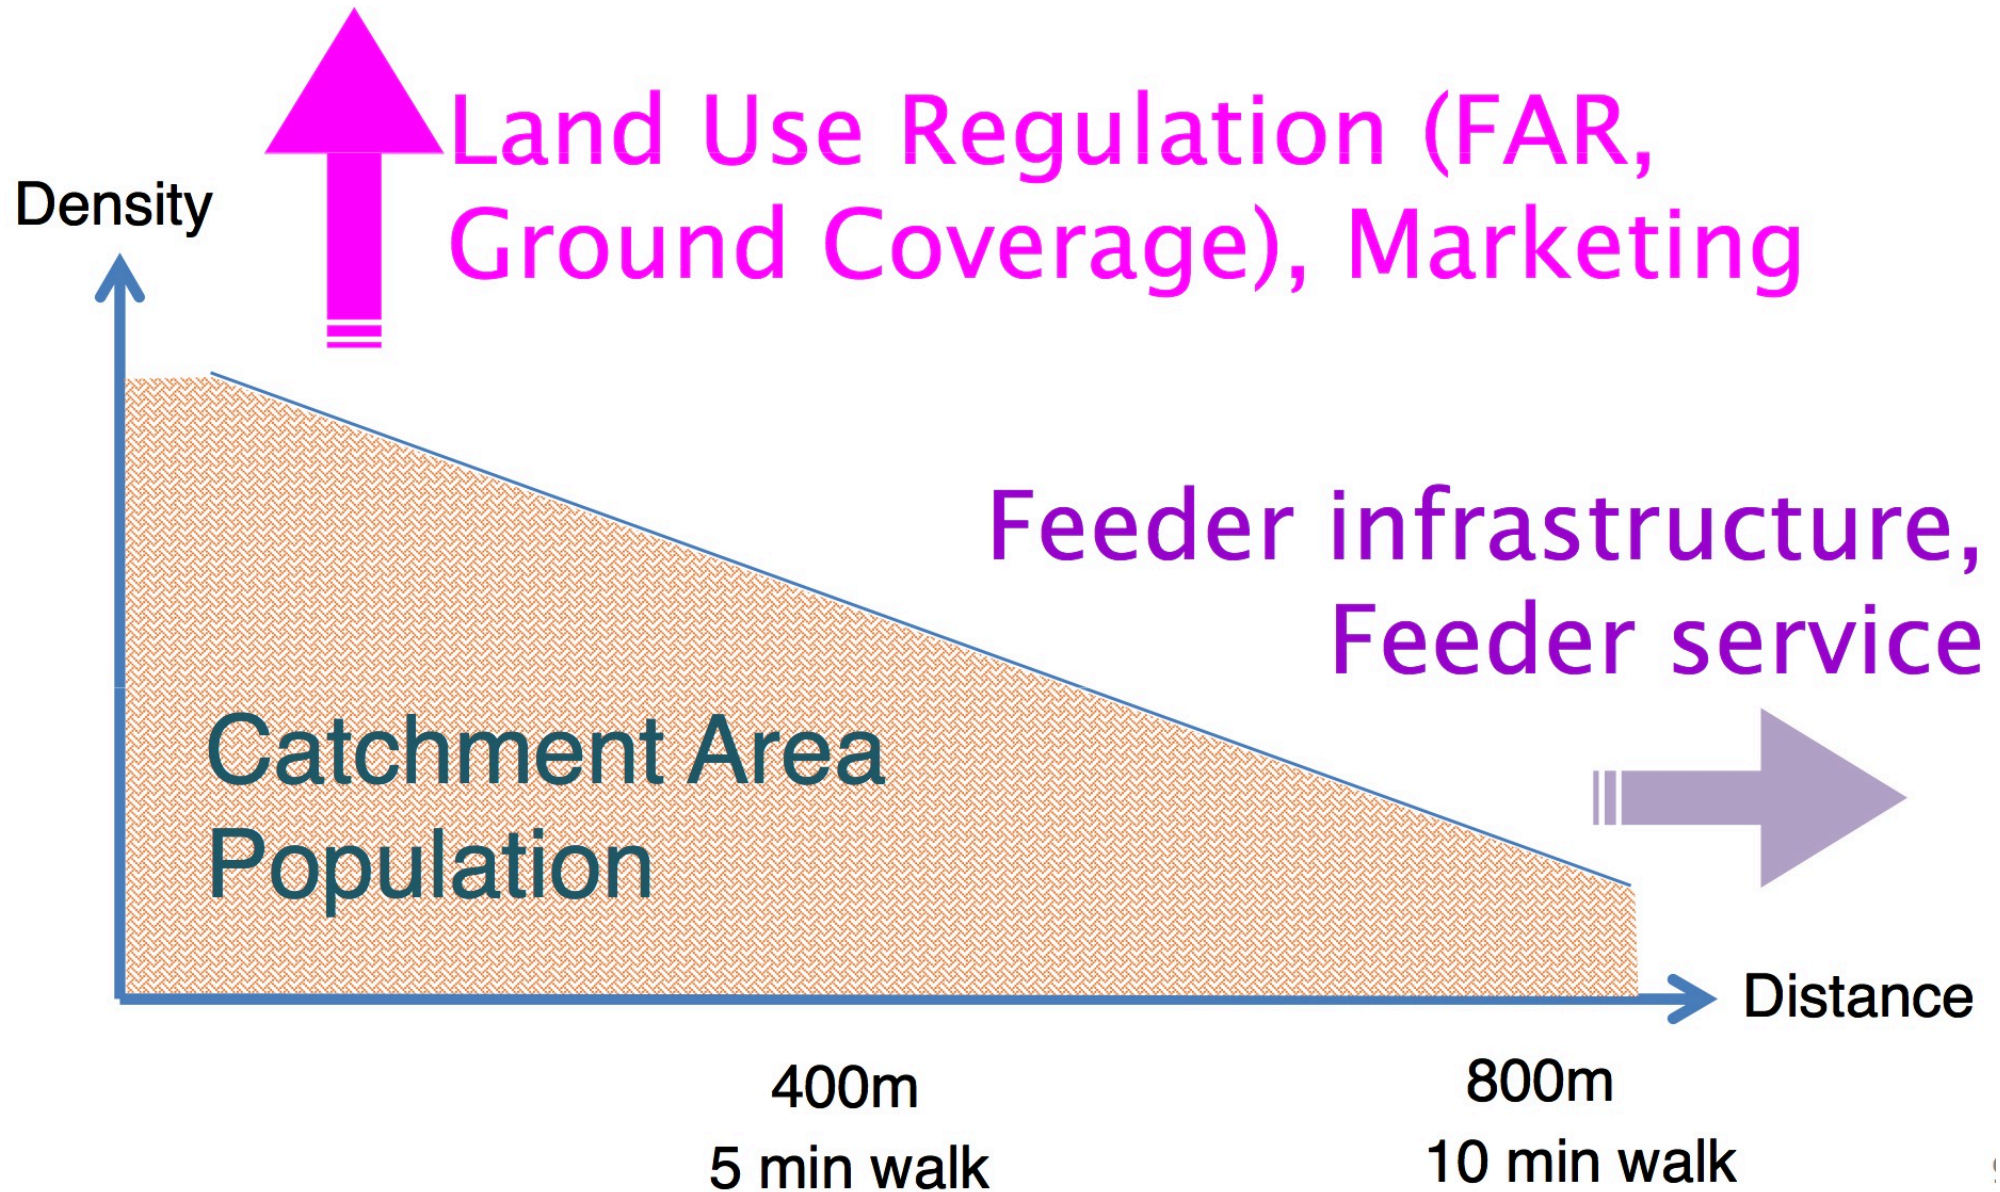 Land Use Regulation (FAR,
Ground Coverage), Marketing
Density
Feeder infrastructure,
Feeder service
Catchment Area
Population
Distance
400m
5 min walk
800m
10 min walk